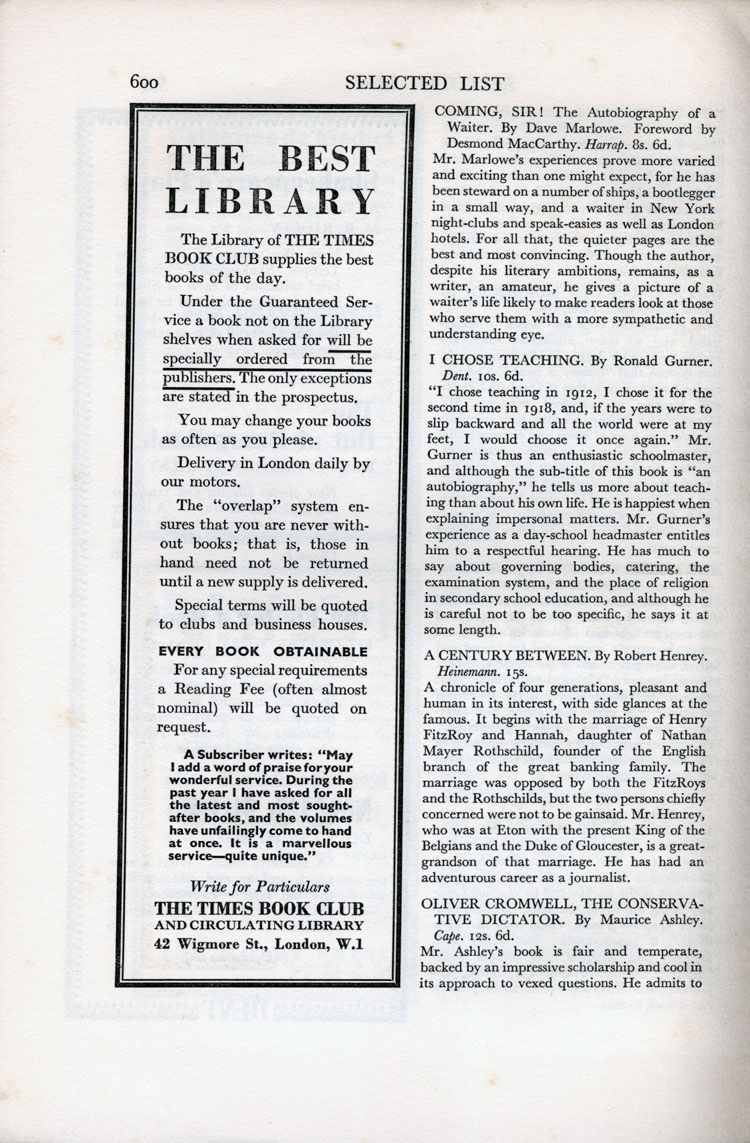 600
SELECTED LIST
THE BEST
LIBRARY
The Library of THE TIMES
BOOK CLUB supplies the best
books of the day.
Under the Guaranteed Ser-
vice a book not on the Library
shelves when asked for will be
specially ordered from the
publishers. The only exceptions
are stated in the prospectus.
You may change your books
as often as you please.
Delivery in London daily by
our motors.
The "overlap" system en-
sures that you are never with-
out books; that is, those in
hand need not be returned
until a new supply is delivered.
Special terms will be quoted
to clubs and business houses.
EVERY BOOK OBTAINABLE
For any special requirements
a Reading Fee (often almost
nominal) will be quoted on
request.
A Subscriber writes: "May
I add a word of praise for your
wonderful service. During the
past year I have asked for all
the latest and most sought-
after books, and the volumes
have unfailingly come to hand
at once. It is a marvellous
service—quite unique."
Write for Particulars
THE TIMES BOOK CLUB
AND CIRCULATING LIBRARY
42 Wigmore St., London, W.1
COMING, SIR! The Autobiography of a
Waiter. By Dave Marlowe. Foreword by
Desmond MacCarthy. Harrap. 8s. 6d.
Mr. Marlowe's experiences prove more varied
and exciting than one might expect, for he has
been steward on a number of ships, a bootlegger
in a small way, and a waiter in New York
night-clubs and speak-easies as well as London
hotels. For all that, the quieter pages are the
best and most convincing. Though the author,
despite his literary ambitions, remains, as a
writer, an amateur, he gives a picture of a
waiter's life likely to make readers look at those
who serve them with a more sympathetic and
understanding eye.
I CHOSE TEACHING. By Ronald Gurner.
Dent. 10s. 6d.
"I chose teaching in 1912, I chose it for the
second time in 1918, and, if the years were to
slip backward and all the world were at my
feet, I would choose it once again." Mr.
Gurner is thus an enthusiastic schoolmaster,
and although the sub-title of this book is "an
autobiography," he tells us more about teach-
ing than about his own life. He is happiest when
explaining impersonal matters. Mr. Gurner's
experience as a day-school headmaster entitles
him to a respectful hearing. He has much to
say about governing bodies, catering, the
examination system, and the place of religion
in secondary school education, and although he
is careful not to be too specific, he says it at
some length.
A CENTURY BETWEEN. By Robert Henrey.
Heinemann. 15s.
A chronicle of four generations, pleasant and
human in its interest, with side glances at the
famous. It begins with the marriage of Henry
FitzRoy and Hannah, daughter of Nathan
Mayer Rothschild, founder of the English
branch of the great banking family. The
marriage was opposed by both the FitzRoys
and the Rothschilds, but the two persons chiefly
concerned were not to be gainsaid. Mr. Henrey,
who was at Eton with the present King of the
Belgians and the Duke of Gloucester, is a great-
grandson of that marriage. He has had an
adventurous career as a journalist.
OLIVER CROMWELL, THE CONSERVA-
TIVE DICTATOR. By Maurice Ashley.
Cape. 12s. 6d.
Mr. Ashley's book is fair and temperate,
backed by an impressive scholarship and cool in
its approach to vexed questions. He admits to